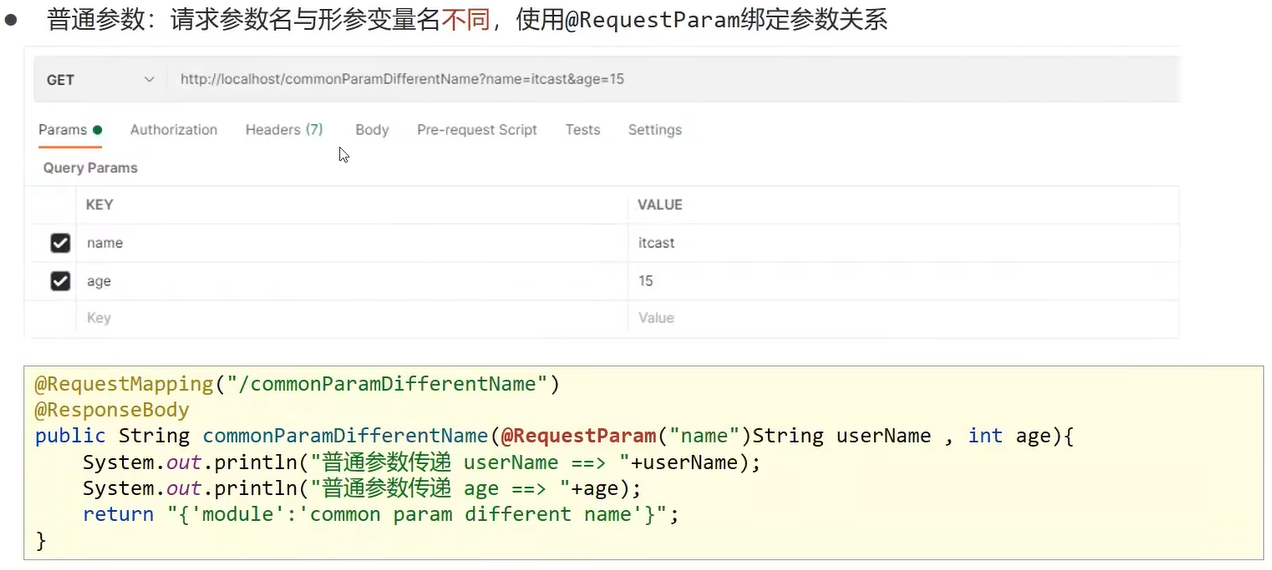 ● 普通参数：请求参数名与形参变量名不同，使用@RequestParam绑定参数关系
GET http://localhost/commonParamDifferentName?name=itcast&age=15
Params Authorization Headers (7) Body Pre-request Script Tests Settings
Query Params
KEY VALUE
name itcast
age 15
Key Value
@RequestMapping("/commonParamDifferentName")
@ResponseBody
public String commonParamDifferentName(@RequestParam("name")String userName , int age){
    System.out.println("普通参数传递 userName ==> "+userName);
    System.out.println("普通参数传递 age ==> "+age);
    return "{'module':'common param different name'}";
}